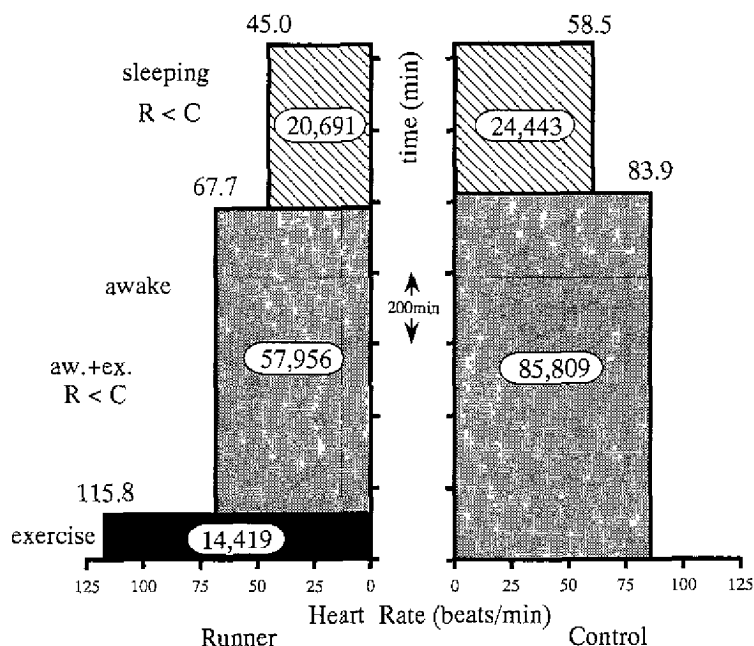 45.0
58.5
sleeping
R < C
20,691
time (min)
24,443
67.7
83.9
awake
200min
aw.+ex.
R < C
57,956
85,809
115.8
exercise
14,419
125 100 75 50 25 0
0 25 50 75 100 125
Heart Rate (beats/min)
Runner
Control